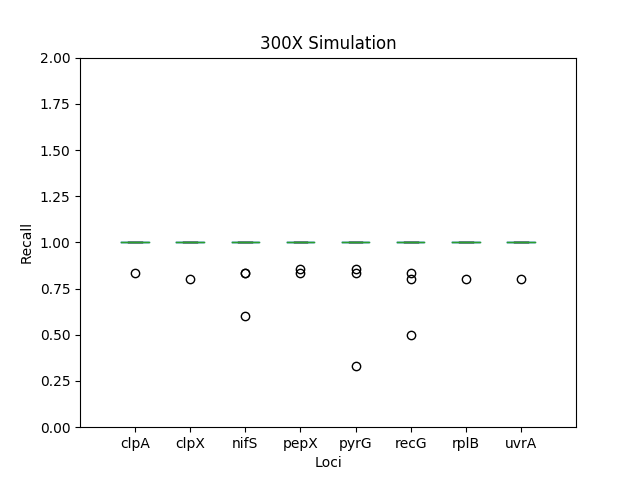 300X Simulation
2.00
1.75
1.50
1.25
1.00
0.75
0.50
0.25
0.00
Recall
clpA clpX nifS pepX pyrG recG rplB uvrA
Loci